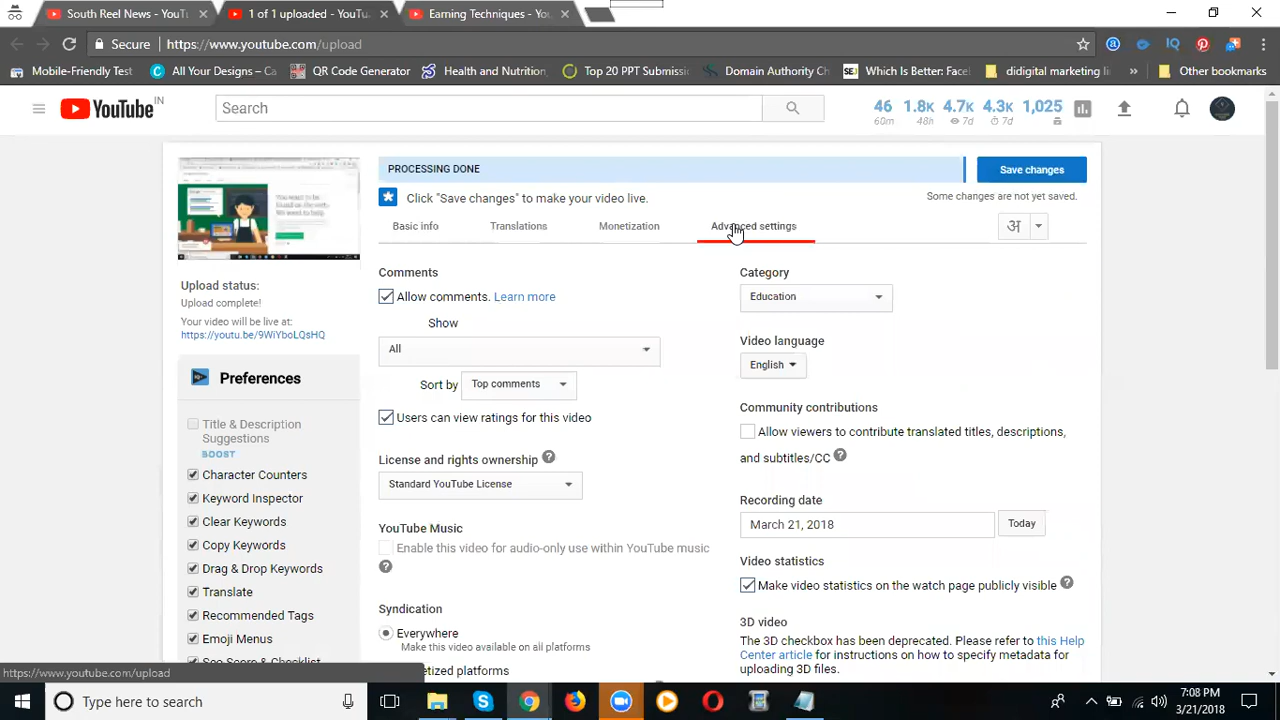 South Reel News - YouT
1 of 1 uploaded - YouTu
Earning Techniques - Yo
Secure
https://www.youtube.com/upload
Mobile-Friendly Test
All Your Designs – Ca
QR Code Generator
Health and Nutrition
Top 20 PPT Submissi
Domain Authority
Which Is Better: Facel
didigital marketing li
»
Other bookmarks
YouTube IN
Search
46 1.8K 4.7K 4.3K 1,025
60m 48h 7d 7d
PROCESSING DONE
Save changes
Click "Save changes" to make your video live.
Some changes are not yet saved.
Basic info
Translations
Monetization
Advanced settings
अ
Upload status:
Upload complete!
Your video will be live at:
https://youtu.be/9WiYboLQsHQ
Preferences
Title & Description
Suggestions
BOOST
Character Counters
Keyword Inspector
Clear Keywords
Copy Keywords
Drag & Drop Keywords
Translate
Recommended Tags
Emoji Menus
Seo Score & Checklist
Comments
Allow comments. Learn more
Show
All
Sort by Top comments
Users can view ratings for this video
License and rights ownership ?
Standard YouTube License
YouTube Music
Enable this video for audio-only use within YouTube music
?
Syndication
Everywhere
Make this video available on all platforms
etized platforms
Category
Education
Video language
English
Community contributions
Allow viewers to contribute translated titles, descriptions,
and subtitles/CC ?
Recording date
March 21, 2018
Today
Video statistics
Make video statistics on the watch page publicly visible ?
3D video
The 3D checkbox has been deprecated. Please refer to this Help
Center article for instructions on how to specify metadata for
uploading 3D files.
https://www.youtube.com/upload
Type here to search
7:08 PM
3/21/2018